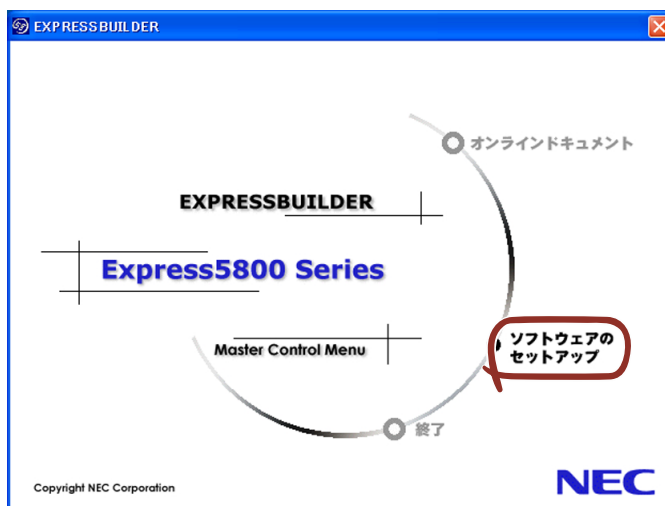 EXPRESSBUILDER
オンラインドキュメント
EXPRESSBUILDER
Express5800 Series
ソフトウェアの
セットアップ
Master Control Menu
終了
Copyright NEC Corporation
NEC